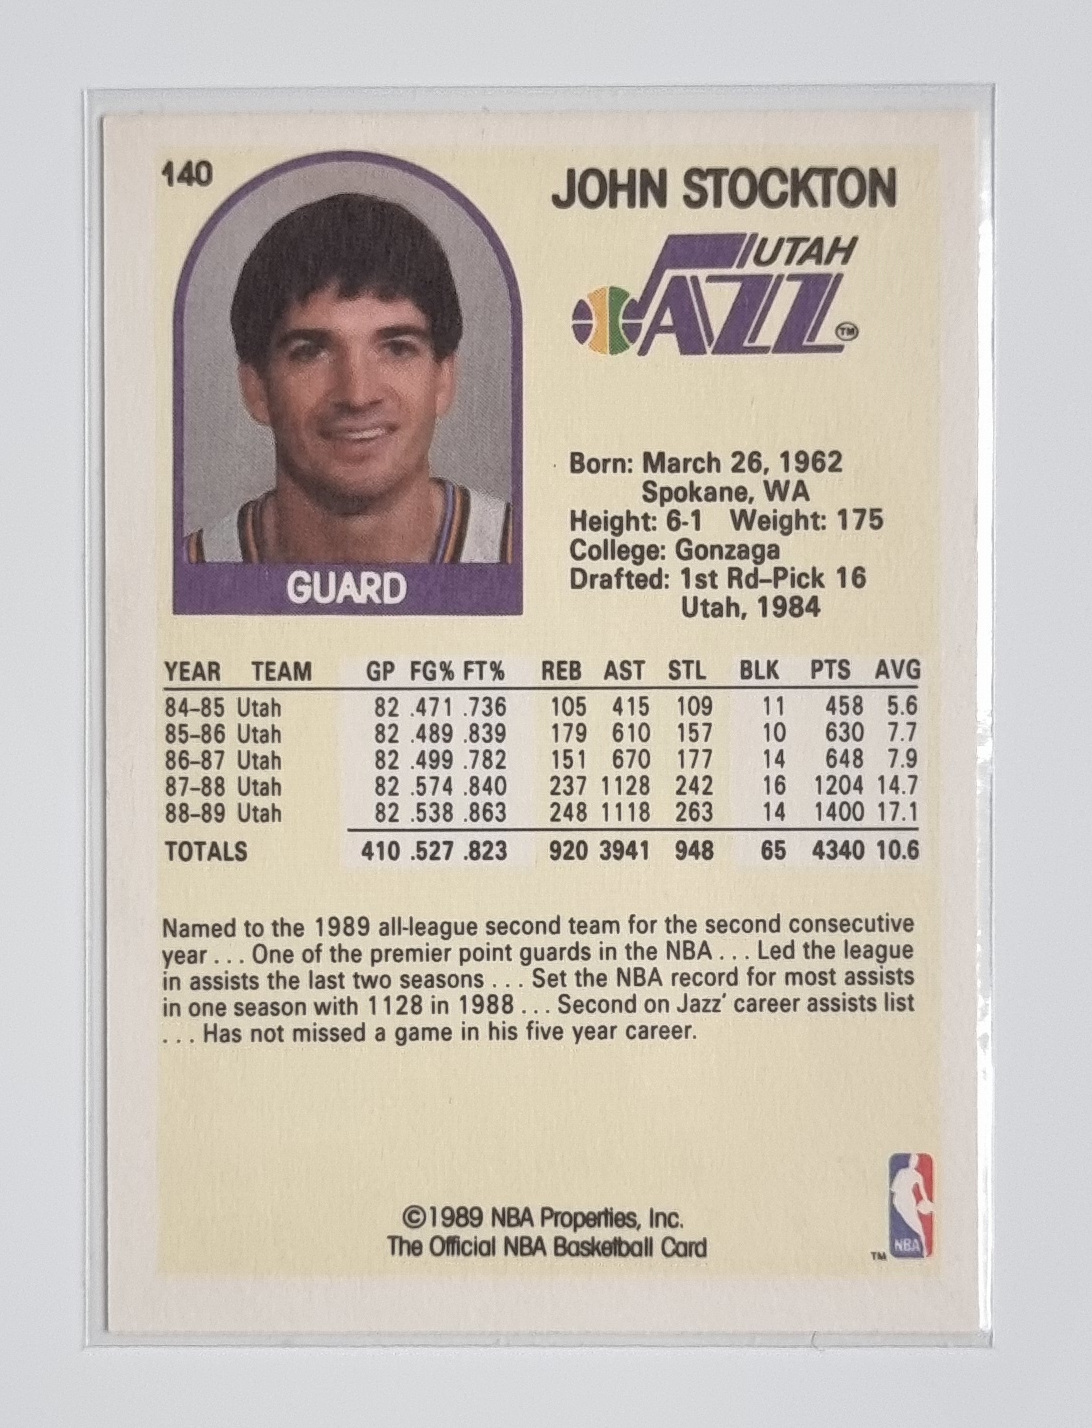 140
JOHN STOCKTON
UTAH
JAZZ™
GUARD
Born: March 26, 1962
Spokane, WA
Height: 6-1 Weight: 175
College: Gonzaga
Drafted: 1st Rd–Pick 16
Utah, 1984
YEAR TEAM GP FG% FT% REB AST STL BLK PTS AVG
84–85 Utah 82 .471 .736 105 415 109 11 458 5.6
85–86 Utah 82 .489 .839 179 610 157 10 630 7.7
86–87 Utah 82 .499 .782 151 670 177 14 648 7.9
87–88 Utah 82 .574 .840 237 1128 242 16 1204 14.7
88–89 Utah 82 .538 .863 248 1118 263 14 1400 17.1
TOTALS 410 .527 .823 920 3941 948 65 4340 10.6
Named to the 1989 all-league second team for the second consecutive
year . . . One of the premier point guards in the NBA . . . Led the league
in assists the last two seasons . . . Set the NBA record for most assists
in one season with 1128 in 1988 . . . Second on Jazz' career assists list
. . . Has not missed a game in his five year career.
©1989 NBA Properties, Inc.
The Official NBA Basketball Card
NBA
™